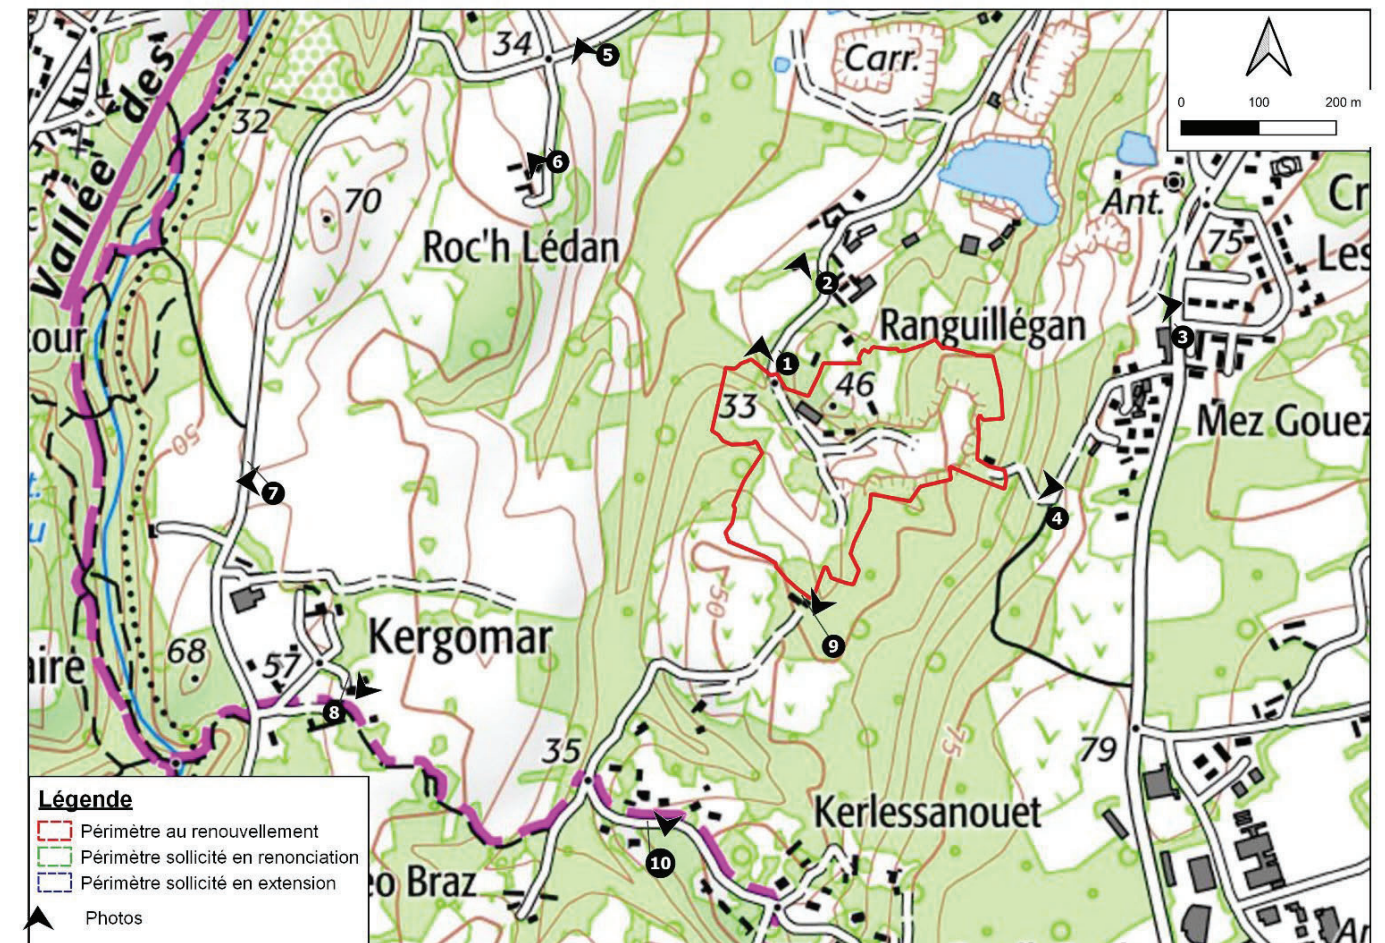 34
5
Carr.
0 100 200 m
Vallée des
32
6
70
Ant.
Cr
Roc'h Lédan
75
Les
2
Ranguillégan
3
our
1
46
33
Mez Gouez
50
7
4
50
Kergomar
9
68
57
aire
8
35
75
79
Légende
Périmètre au renouvellement
Périmètre sollicité en renonciation
Périmètre sollicité en extension
Photos
Kerlessanouet
10
eo Braz